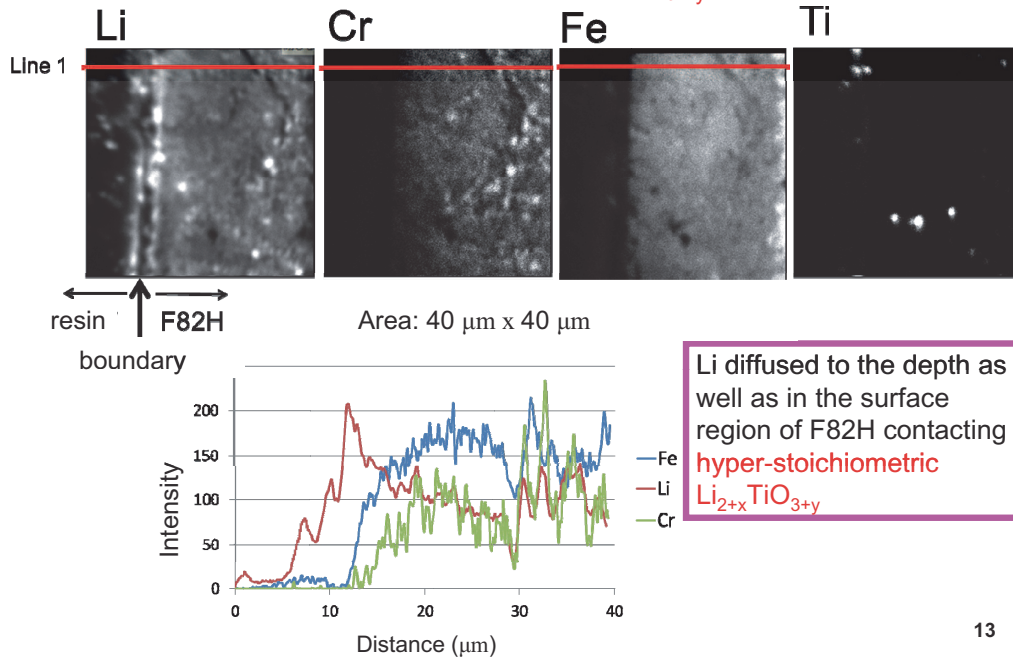 Li Cr Fe Ti
Line 1
resin F82H
boundary
Area: 40 μm x 40 μm
Li diffused to the depth as
well as in the surface
region of F82H contacting
hyper-stoichiometric
Li2+xTiO3+y
Intensity
200
150
100
50
0
0 10 20 30 40
Distance (μm)
Fe
Li
Cr
13